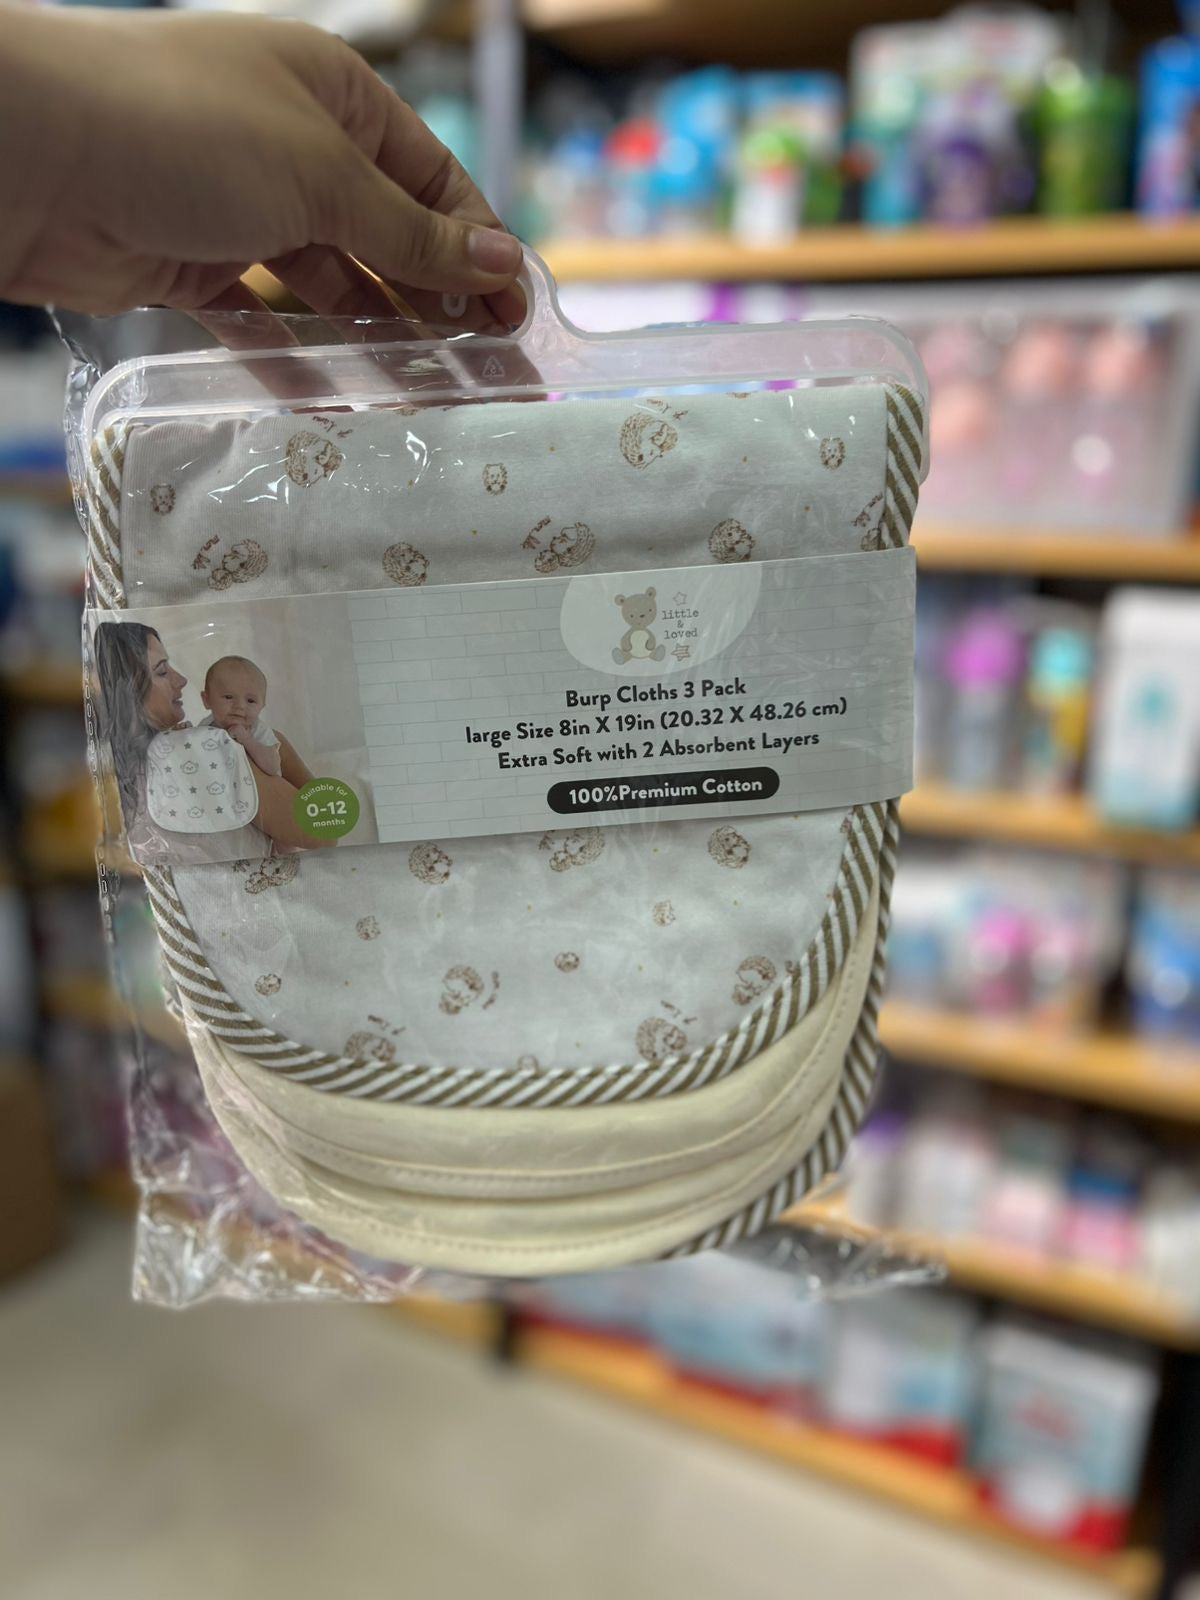 little
&
loved
Burp Cloths 3 Pack
large Size 8in X 19in (20.32 X 48.26 cm)
Extra Soft with 2 Absorbent Layers
100%Premium Cotton
Suitable for
0-12
months